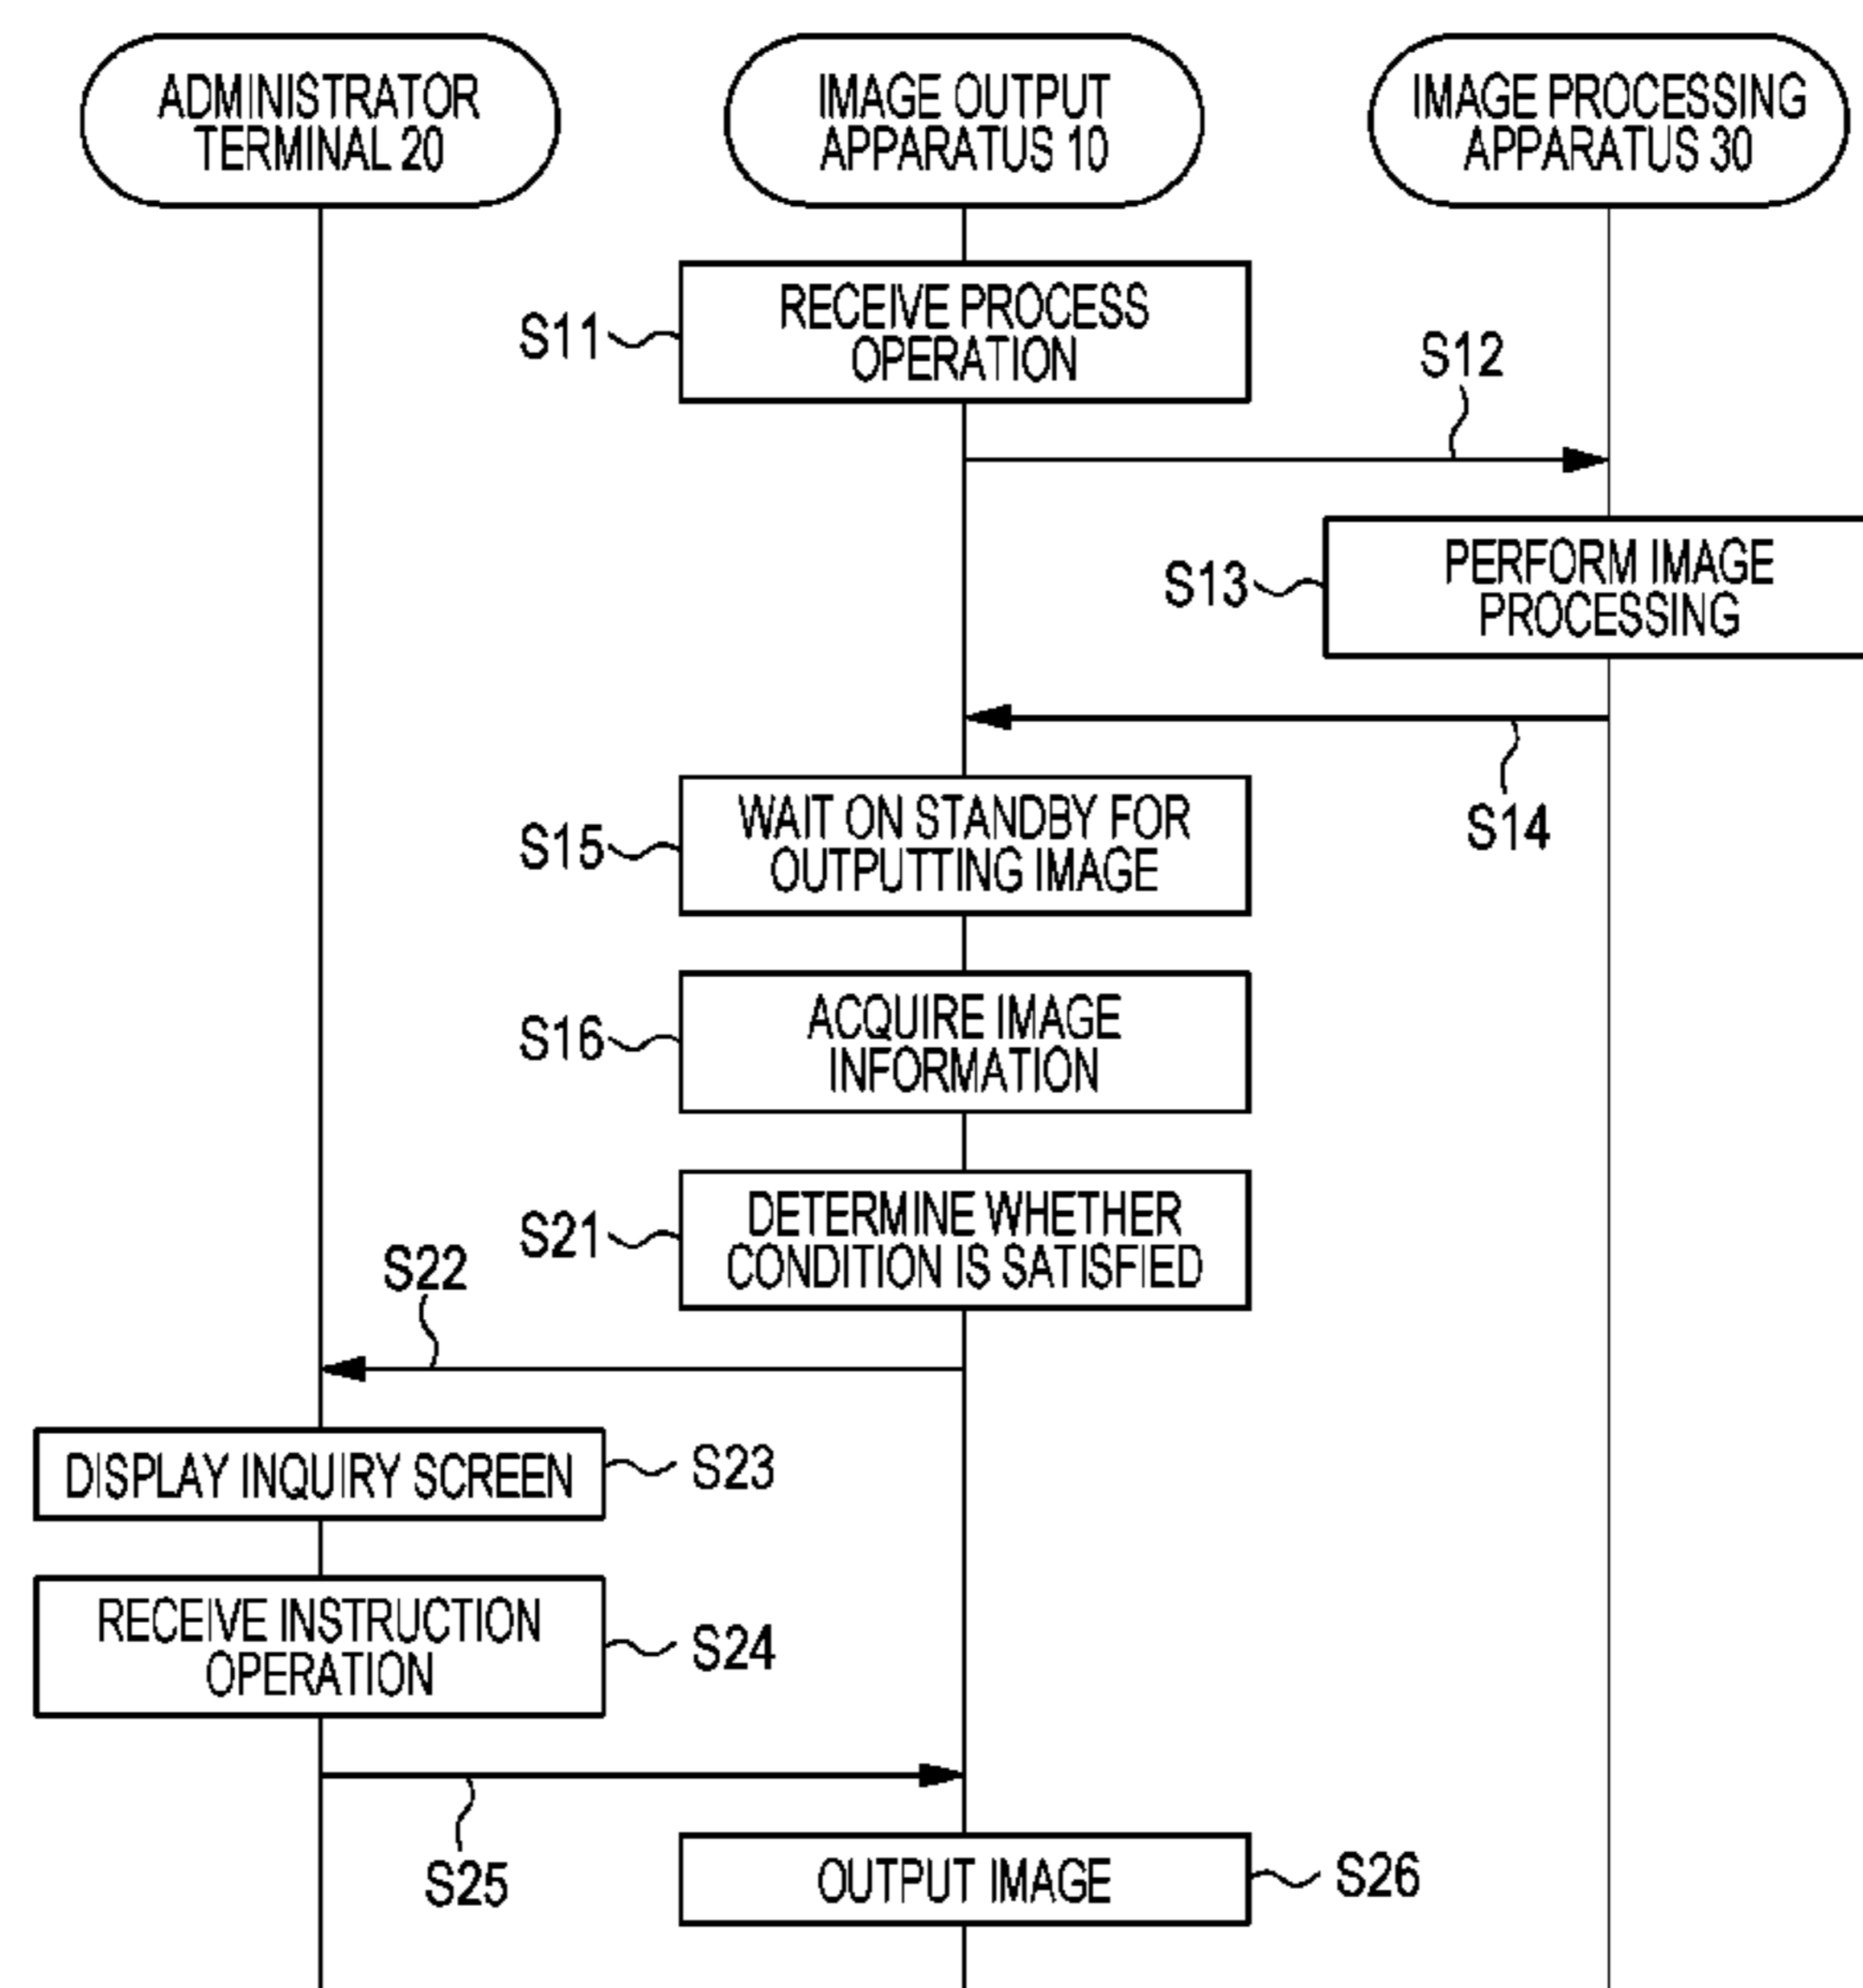 ADMINISTRATOR
TERMINAL 20
IMAGE OUTPUT
APPARATUS 10
IMAGE PROCESSING
APPARATUS 30
S11
RECEIVE PROCESS
OPERATION
S12
S13
PERFORM IMAGE
PROCESSING
S14
S15
WAIT ON STANDBY FOR
OUTPUTTING IMAGE
S16
ACQUIRE IMAGE
INFORMATION
S21
DETERMINE WHETHER
CONDITION IS SATISFIED
S22
DISPLAY INQUIRY SCREEN
S23
RECEIVE INSTRUCTION
OPERATION
S24
S25
OUTPUT IMAGE
S26